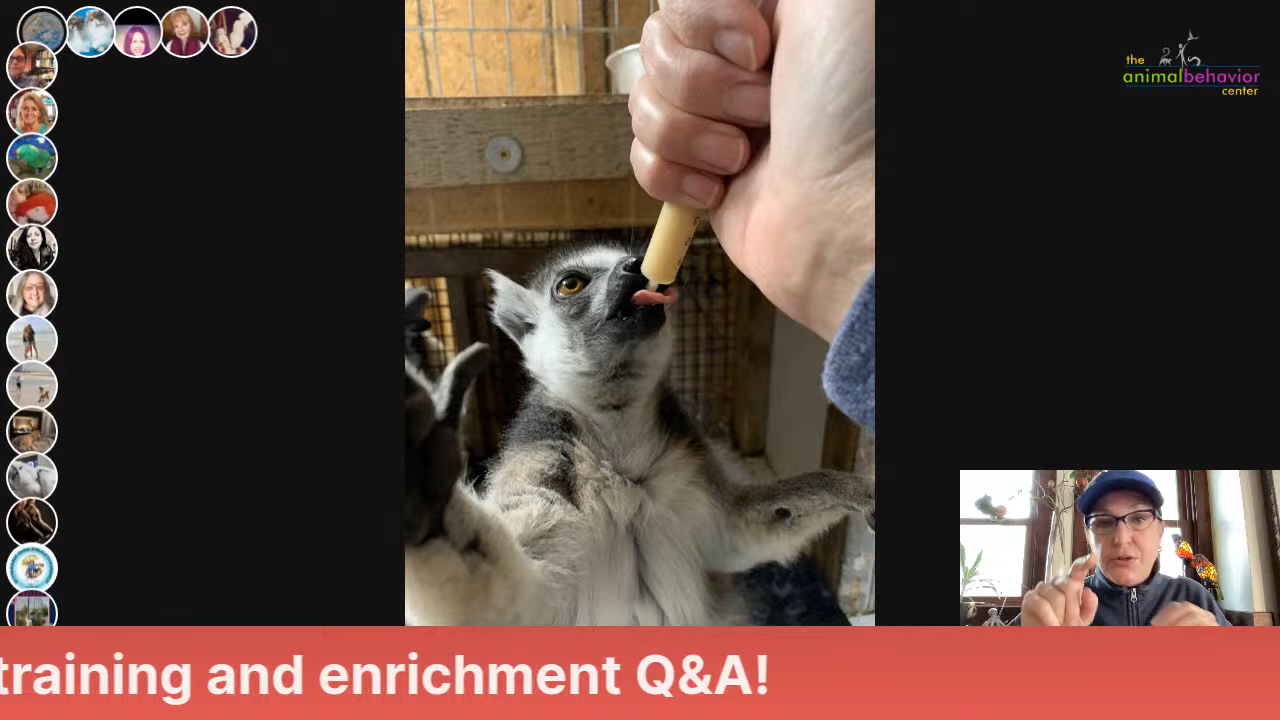 the
animalbehavior
center
training and enrichment Q&A!